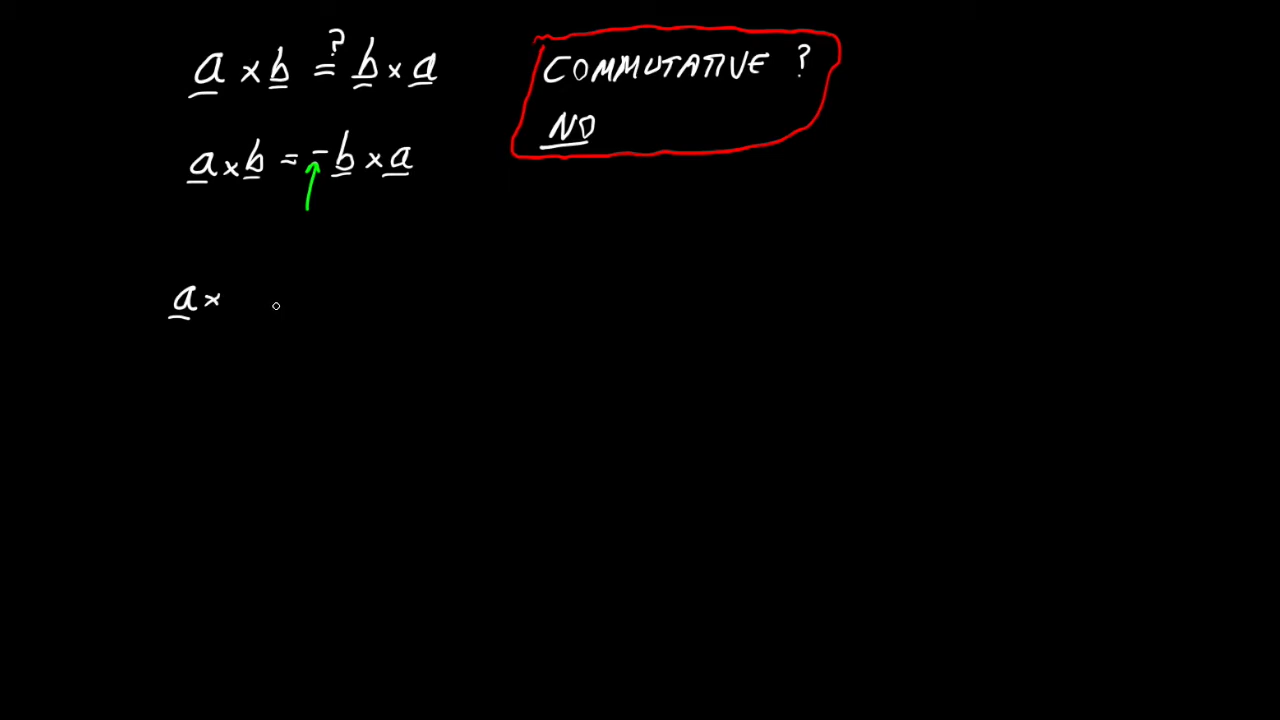 a × b ?= b × a
COMMUTATIVE ?
NO
a × b = - b × a
a ×